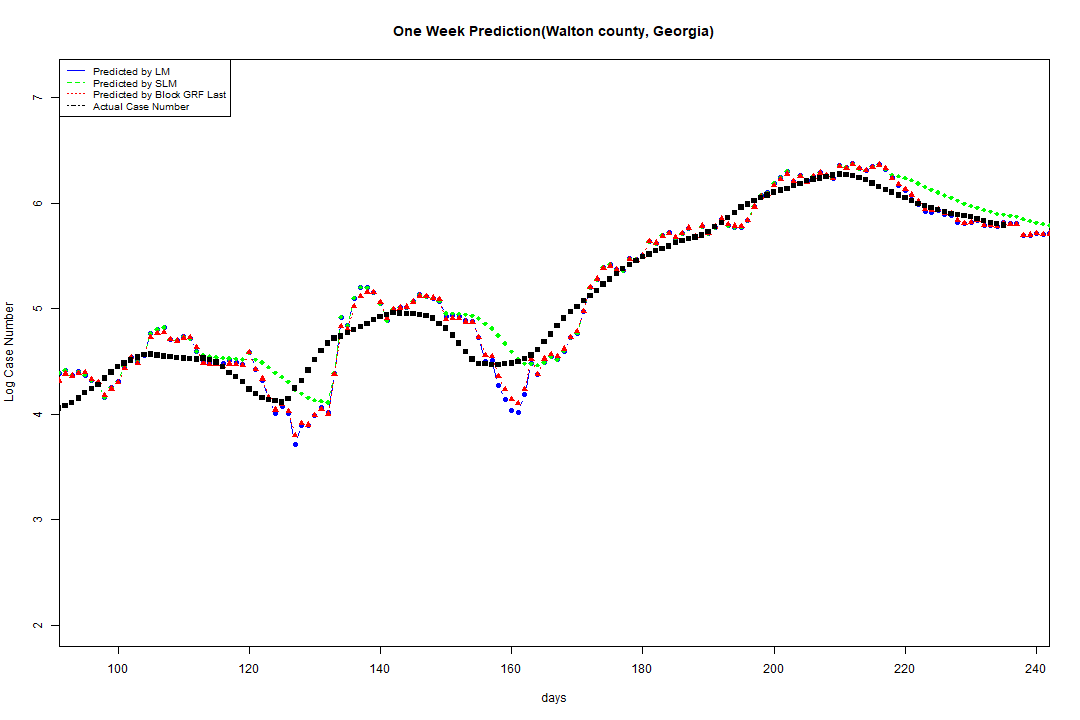 One Week Prediction(Walton county, Georgia)
Predicted by LM
Predicted by SLM
Predicted by Block GRF Last
Actual Case Number
7
6
5
4
3
2
Log Case Number
100 120 140 160 180 200 220 240
days